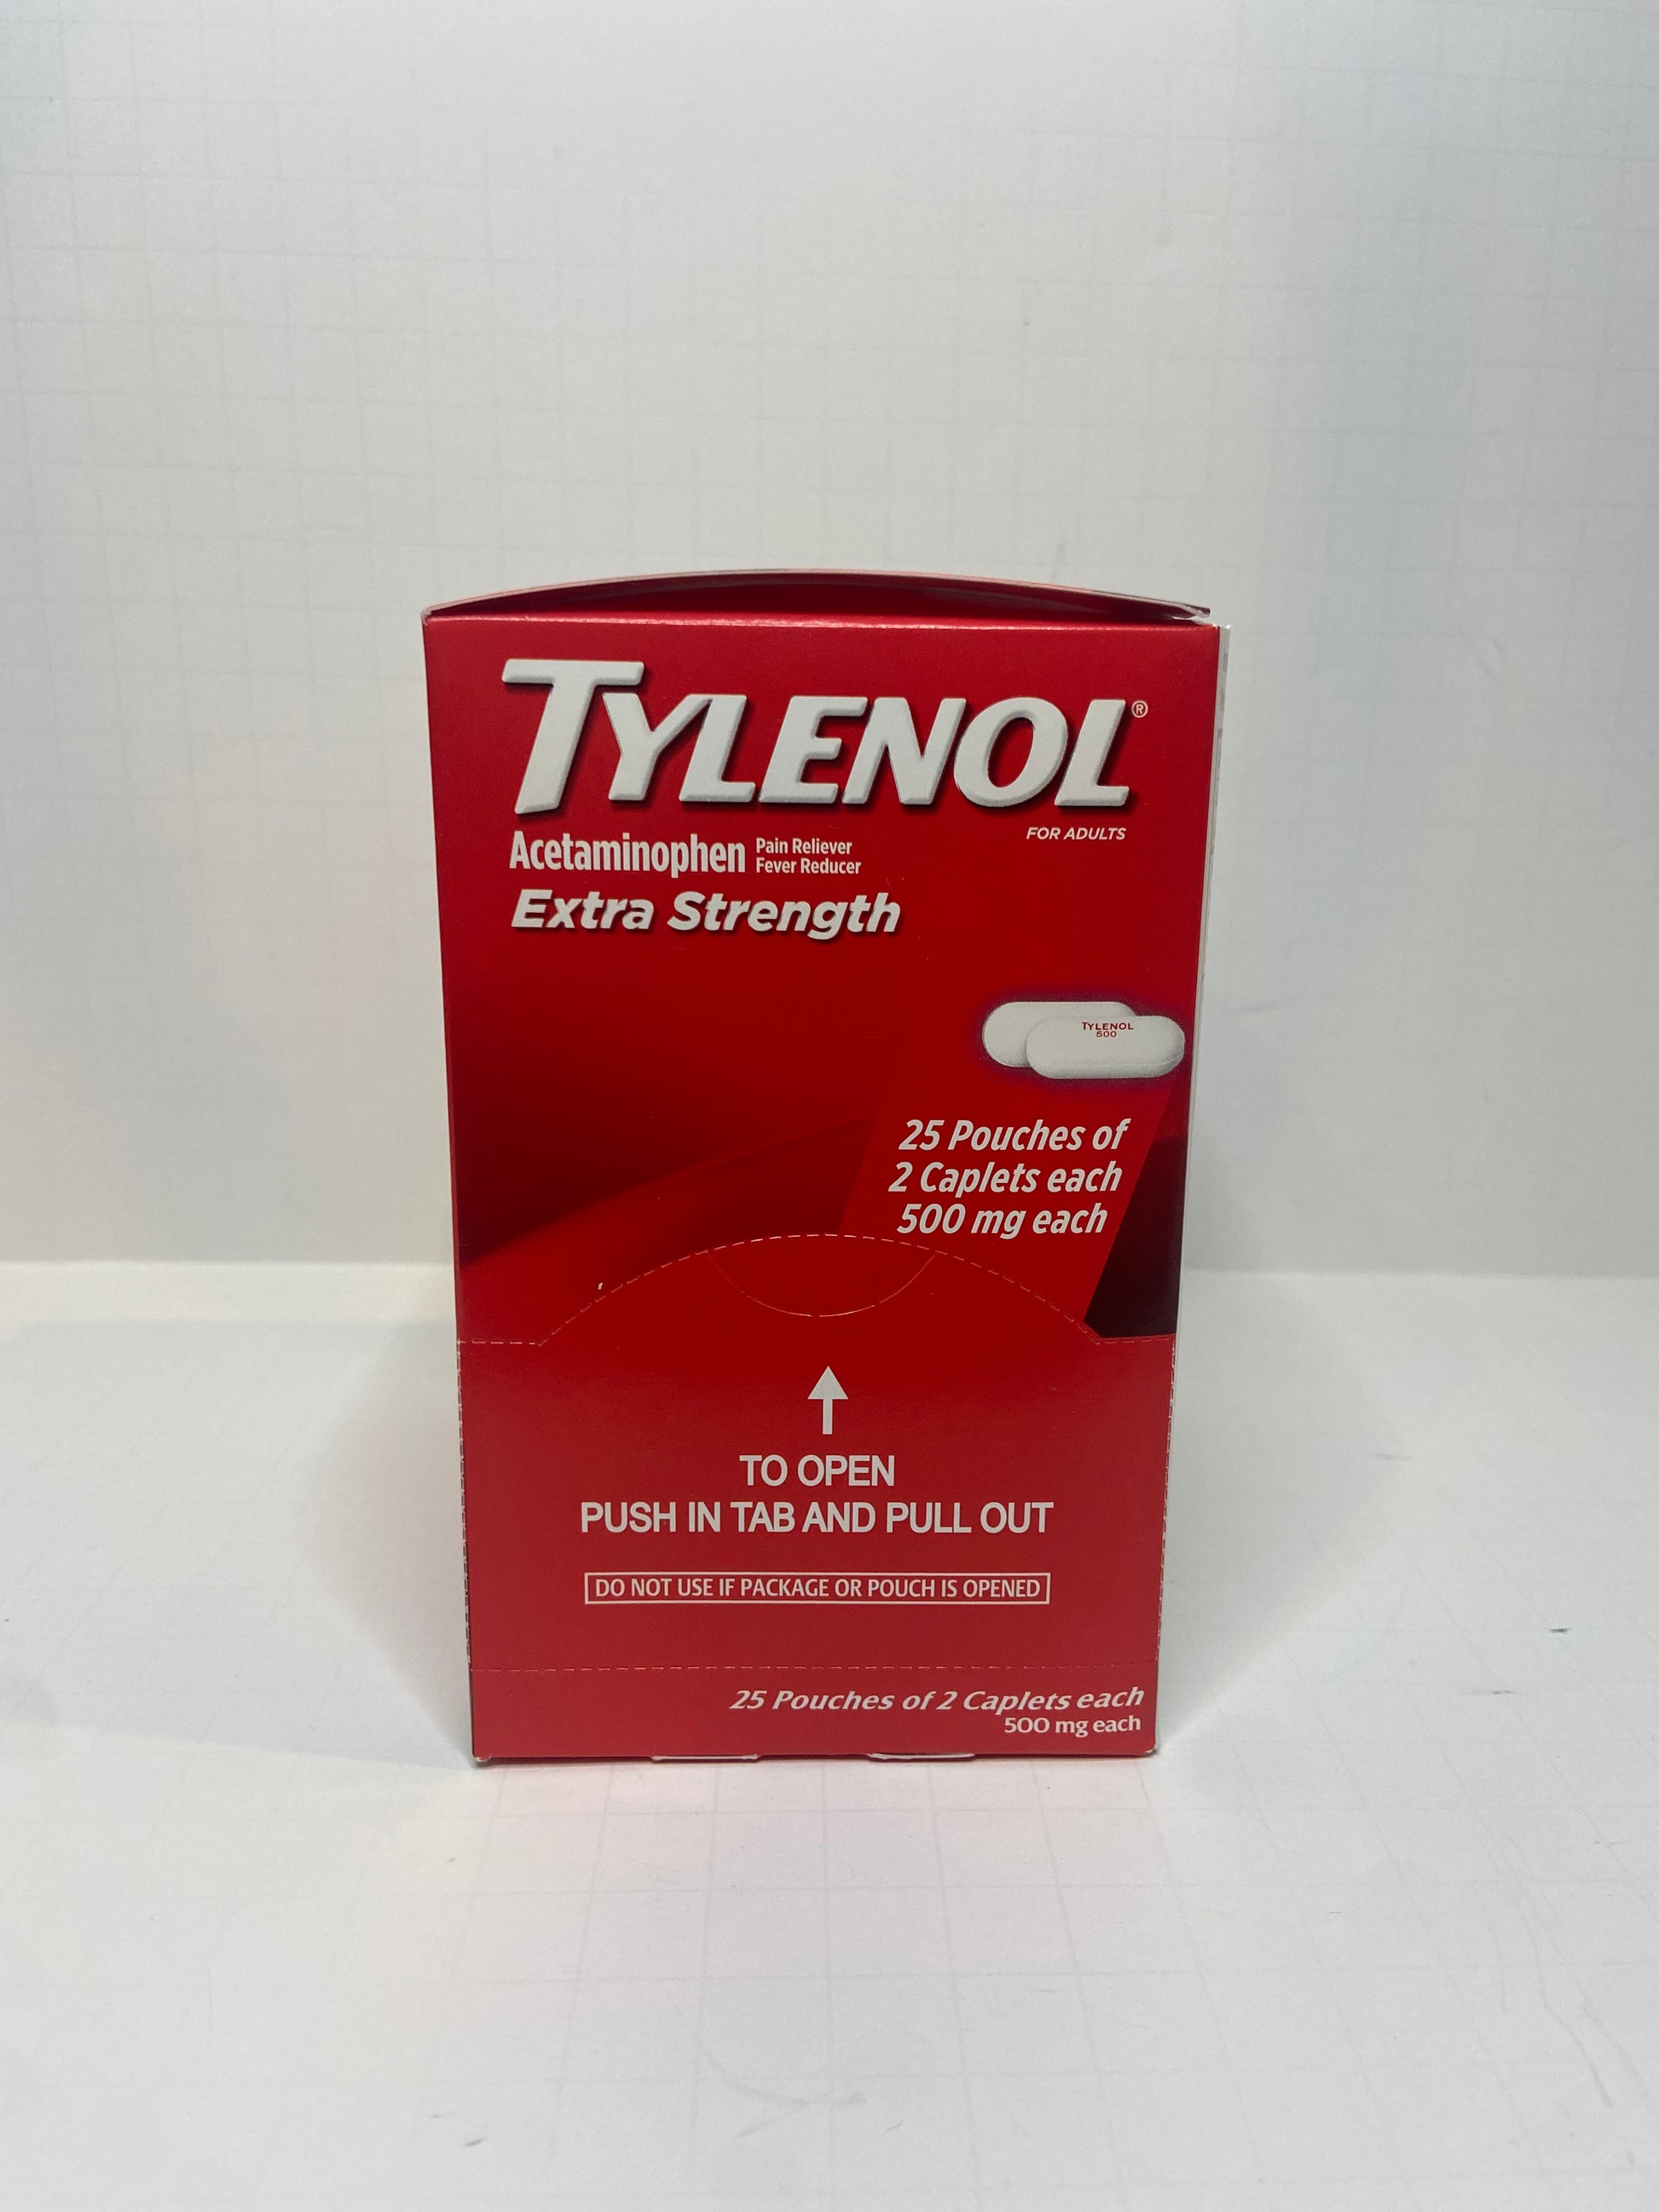 TYLENOL®
FOR ADULTS
Acetaminophen Pain Reliever
Fever Reducer
Extra Strength
TYLENOL
500
25 Pouches of
2 Caplets each
500 mg each
TO OPEN
PUSH IN TAB AND PULL OUT
DO NOT USE IF PACKAGE OR POUCH IS OPENED
25 Pouches of 2 Caplets each
500 mg each